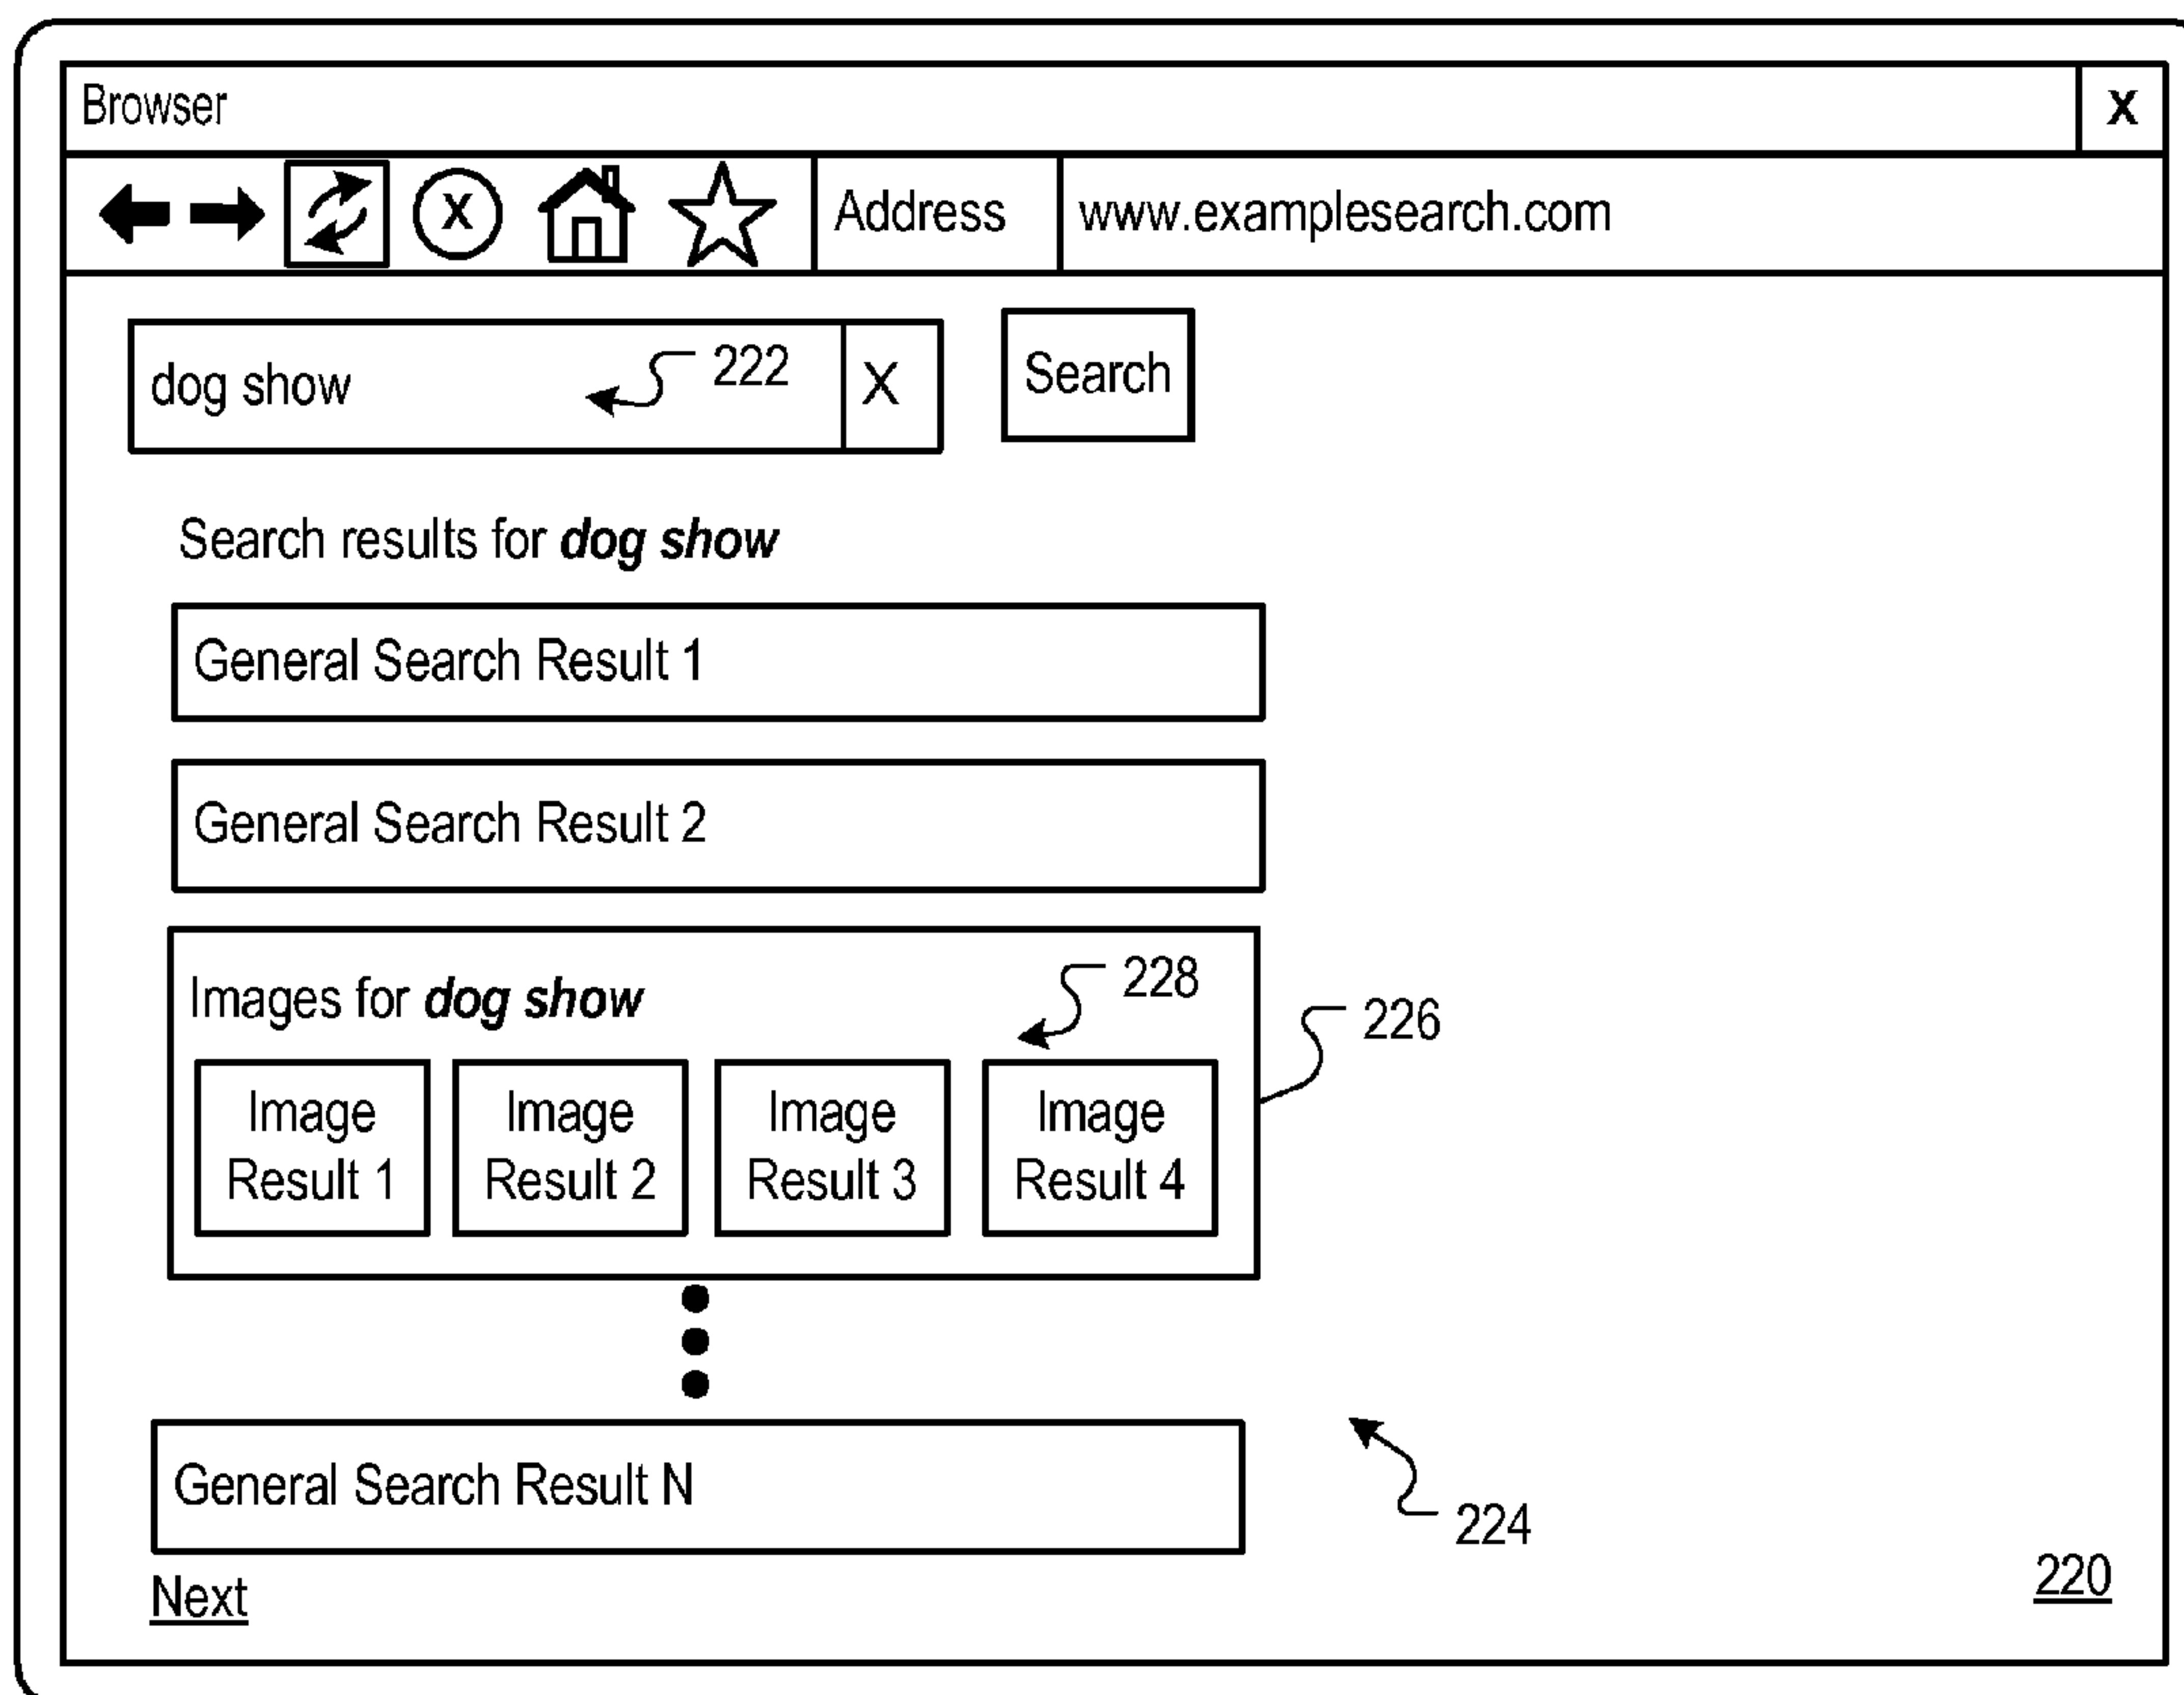 Browser X
X Address www.examplesearch.com
dog show 222 X Search
Search results for dog show
General Search Result 1
General Search Result 2
Images for dog show 228
226
Image Result 1
Image Result 2
Image Result 3
Image Result 4
General Search Result N
224
Next
220